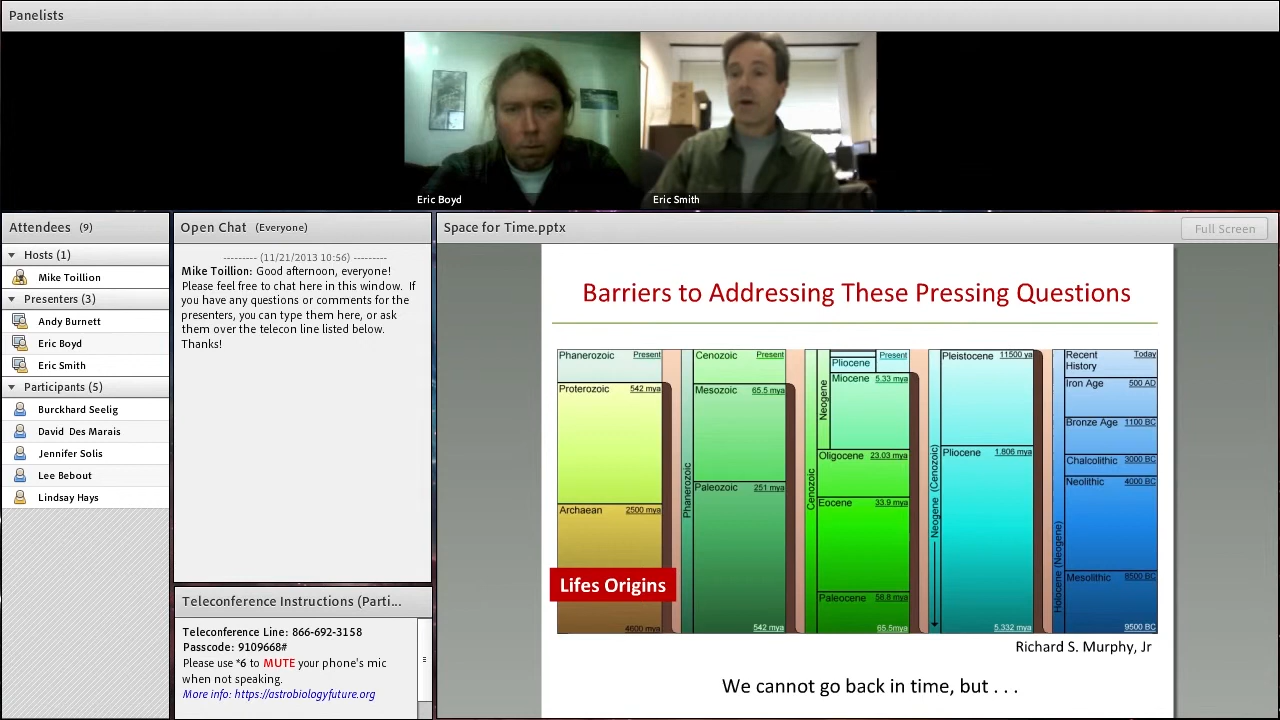 Panelists
Eric Boyd
Eric Smith
Attendees (9)
Hosts (1)
Mike Toillion
Presenters (3)
Andy Burnett
Eric Boyd
Eric Smith
Participants (5)
Burckhard Seelig
David Des Marais
Jennifer Solis
Lee Bebout
Lindsay Hays
Open Chat (Everyone)
--------- (11/21/2013 10:56) ---------
Mike Toillion: Good afternoon, everyone!
Please feel free to chat here in this window. If
you have any questions or comments for the
presenters, you can type them here, or ask
them over the telecon line listed below.
Thanks!
Teleconference Instructions (Parti...
Teleconference Line: 866-692-3158
Passcode: 9109668#
Please use *6 to MUTE your phone's mic
when not speaking.
More info: https://astrobiologyfuture.org
Space for Time.pptx
Full Screen
Barriers to Addressing These Pressing Questions
Phanerozoic Present
Proterozoic 542 mya
Archaean 2500 mya
Lifes Origins
4600 mya
Phanerozoic
Cenozoic Present
Mesozoic 65.5 mya
Paleozoic 251 mya
542 mya
Cenozoic
Neogene
Present
Pliocene
Miocene 5.33 mya
Oligocene 23.03 mya
Eocene 33.9 mya
Paleocene 58.8 mya
65.5mya
Neogene (Cenozoic)
Pleistocene 11500 ya
Pliocene 1.806 mya
5.332 mya
Holocene (Neogene)
Recent Today
History
Iron Age 500 AD
Bronze Age 1100 BC
Chalcolithic 3000 BC
Neolithic 4000 BC
Mesolithic 8500 BC
9500 BC
Richard S. Murphy, Jr
We cannot go back in time, but . . .